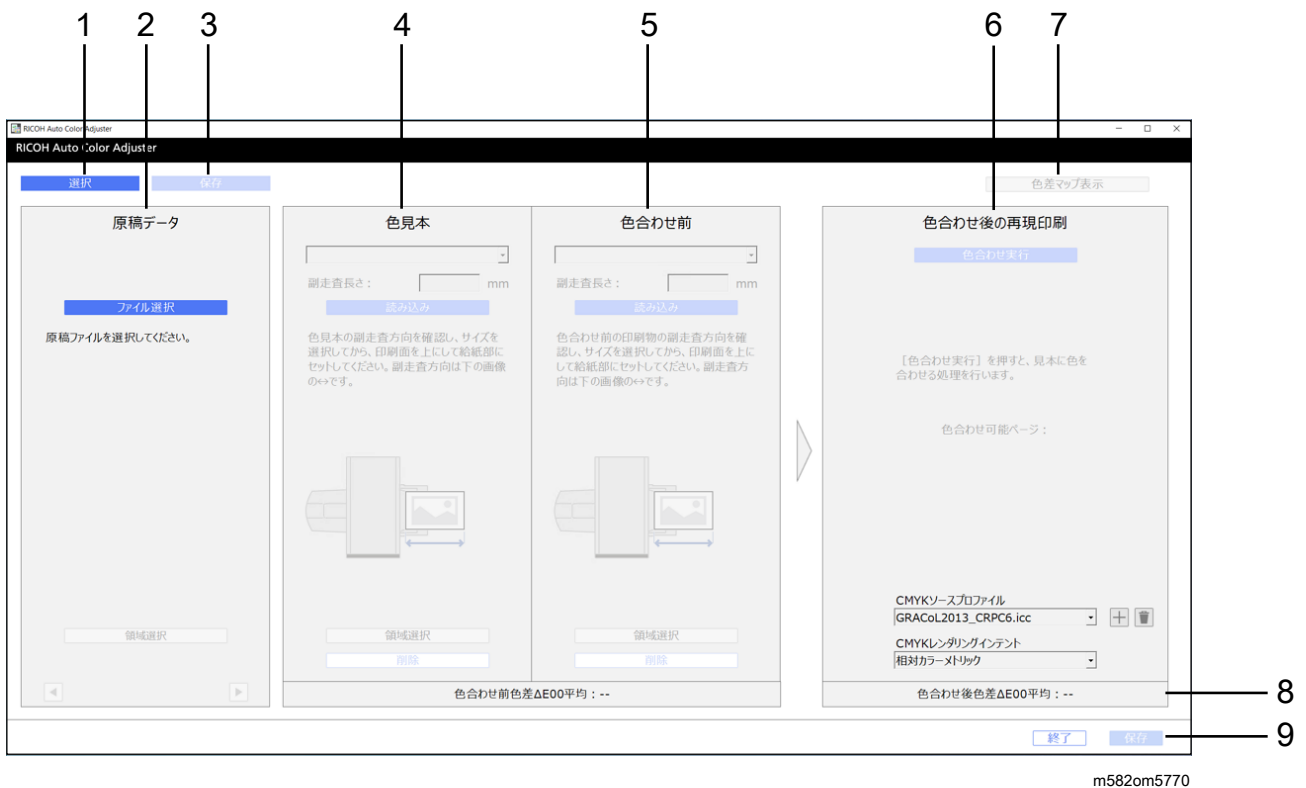 1 2 3 4 5 6 7
RICOH Auto Color Adjuster
RICOH Auto Color Adjuster
選択 保存 色差マップ表示
原稿データ 色見本 色合わせ前 色合わせ後の再現印刷
色合わせ実行
副走査長さ： mm 副走査長さ： mm
ファイル選択 読み込み 読み込み
原稿ファイルを選択してください。
色見本の副走査方向を確認し、サイズを
選択してから、印刷面を上にして給紙部に
セットしてください。副走査方向は下の画像
の⇔です。
色合わせ前の印刷物の副走査方向を確
認し、サイズを選択してから、印刷面を上に
して給紙部にセットしてください。副走査方
向は下の画像の⇔です。
［色合わせ実行］を押すと、見本に色を
合わせる処理を行います。
色合わせ可能ページ：
CMYKソースプロファイル
GRACoL2013_CRPC6.icc
CMYKレンダリングインテント
相対カラーメトリック
領域選択 領域選択 領域選択
削除 削除
色合わせ前色差ΔE00平均：-- 色合わせ後色差ΔE00平均：-- 8
終了 保存 9
m582om5770